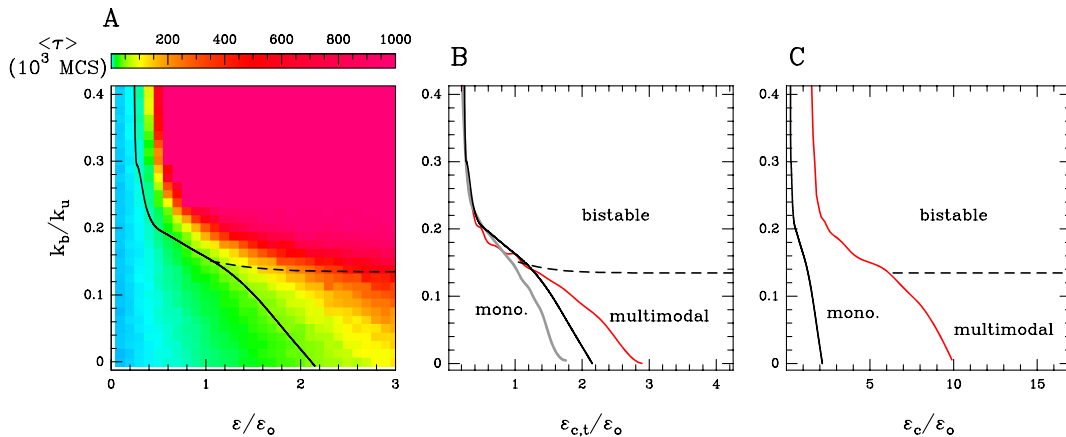 A
<τ>
(10³ MCS)
200 400 600 800 1000
B
C
0.4
0.3
0.2
0.1
0
k_b/k_u
0 1 2 3
ε/ε_o
0.4
0.3
0.2
0.1
0
bistable
mono.
multimodal
0 1 2 3 4
ε_c,t/ε_o
0.4
0.3
0.2
0.1
0
bistable
mono.
multimodal
0 5 10 15
ε_c/ε_o